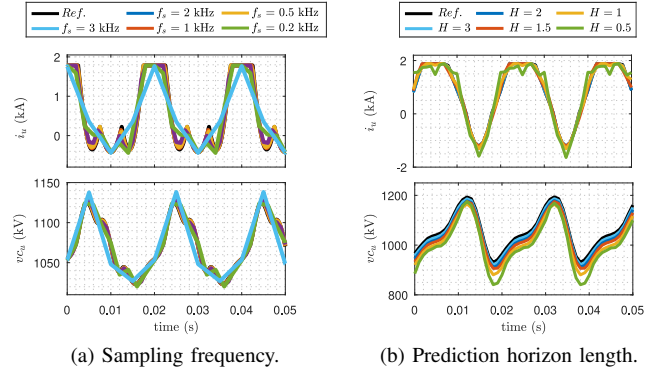 Ref. f_s = 2 kHz f_s = 0.5 kHz
f_s = 3 kHz f_s = 1 kHz f_s = 0.2 kHz
2
1
0
i_u (kA)
1150
1100
1050
vc_u (kV)
0 0.01 0.02 0.03 0.04 0.05
time (s)
(a) Sampling frequency.
Ref. H = 2 H = 1
H = 3 H = 1.5 H = 0.5
2
0
-2
i_u (kA)
1200
1000
800
vc_u (kV)
0.0 0.01 0.02 0.03 0.04 0.05
time (s)
(b) Prediction horizon length.